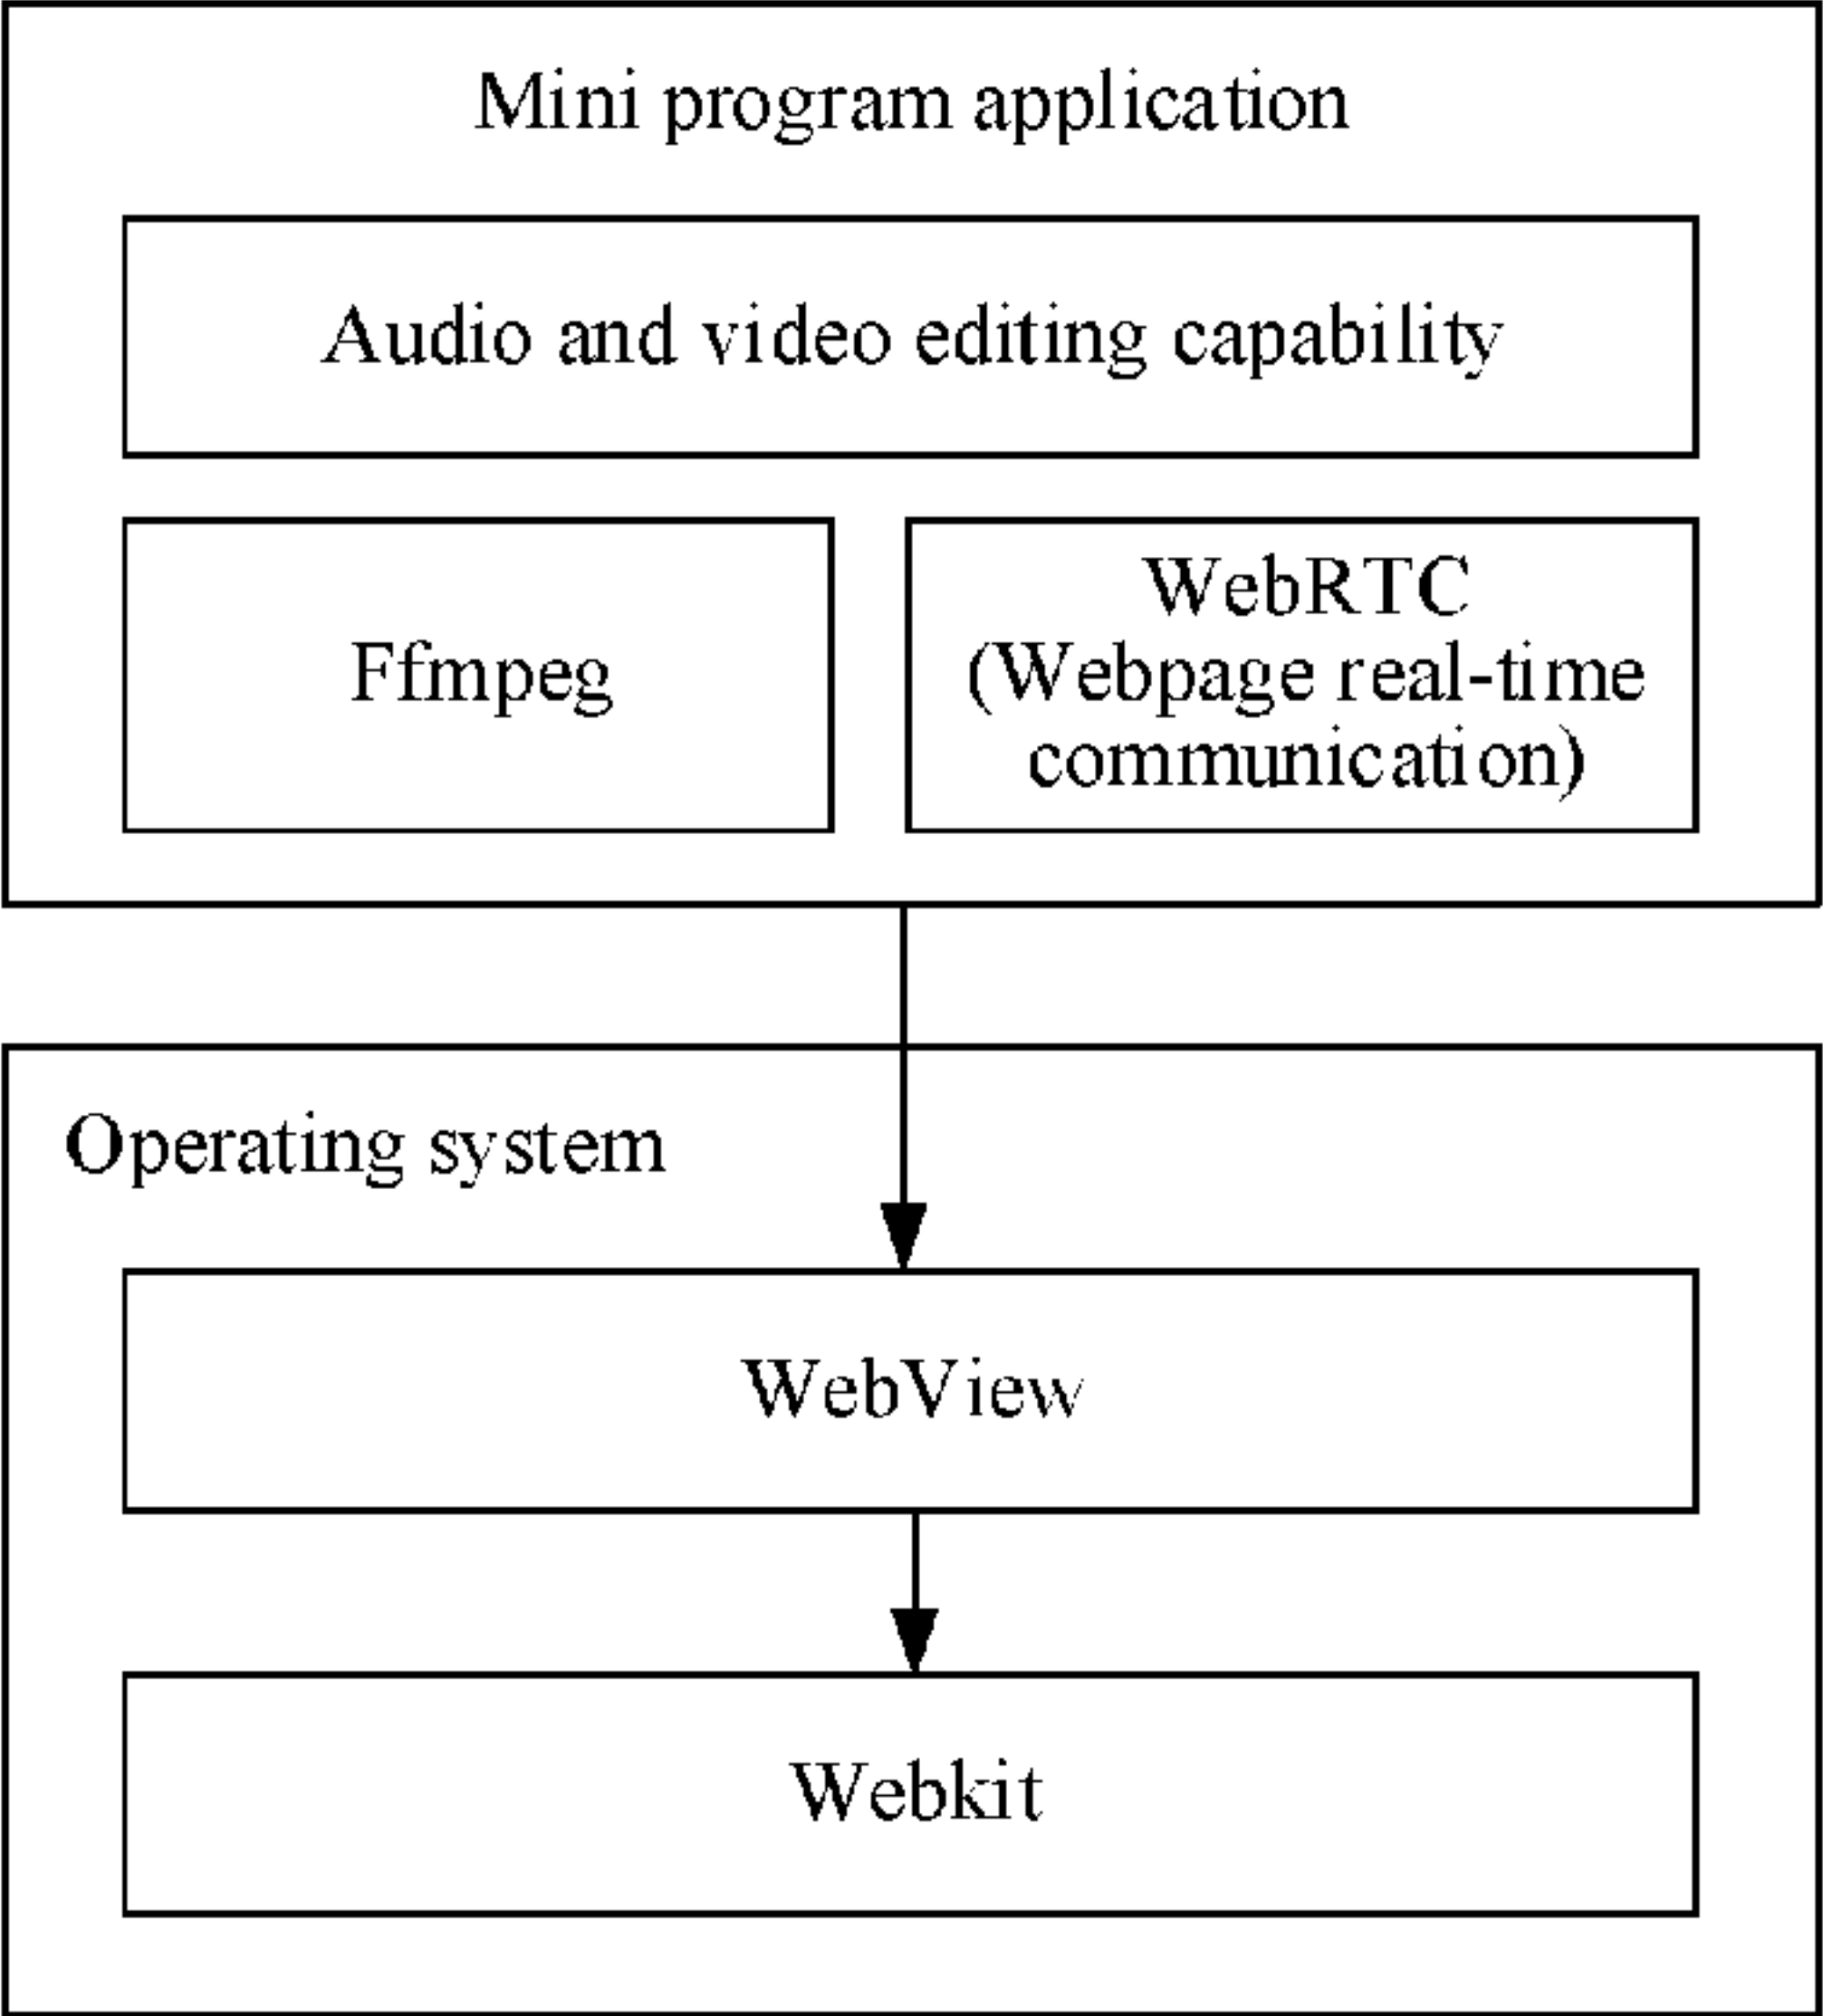 Mini program application
Audio and video editing capability
Ffmpeg
WebRTC
(Webpage real-time
communication)
Operating system
WebView
Webkit